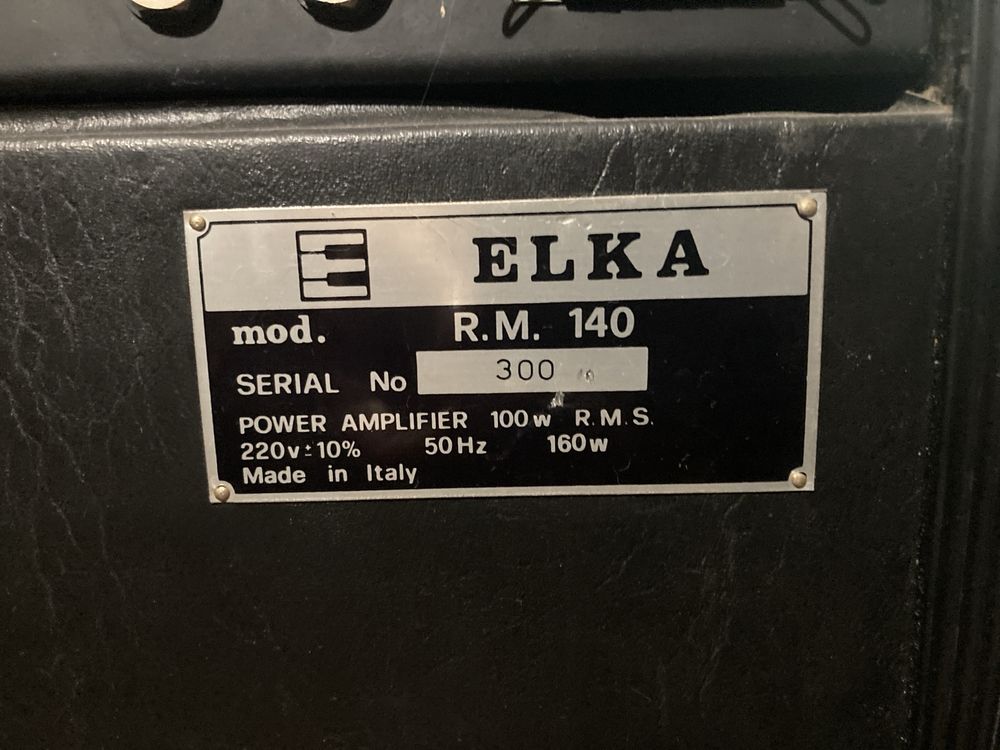 ELKA
mod. R.M. 140
SERIAL No 300
POWER AMPLIFIER 100w R.M.S.
220v ± 10% 50Hz 160w
Made in Italy